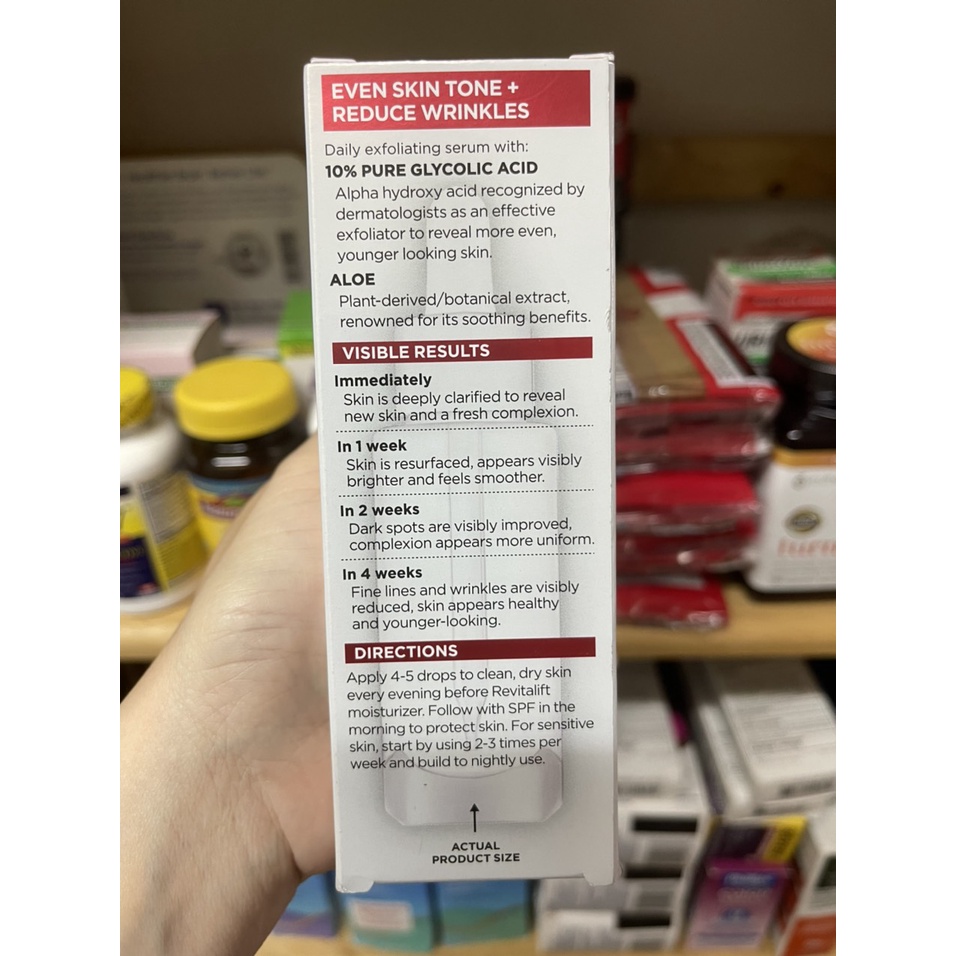 EVEN SKIN TONE +
REDUCE WRINKLES
Daily exfoliating serum with:
10% PURE GLYCOLIC ACID
Alpha hydroxy acid recognized by
dermatologists as an effective
exfoliator to reveal more even,
younger looking skin.
ALOE
Plant-derived/botanical extract,
renowned for its soothing benefits.
VISIBLE RESULTS
Immediately
Skin is deeply clarified to reveal
new skin and a fresh complexion.
In 1 week
Skin is resurfaced, appears visibly
brighter and feels smoother.
In 2 weeks
Dark spots are visibly improved,
complexion appears more uniform.
In 4 weeks
Fine lines and wrinkles are visibly
reduced, skin appears healthy
and younger-looking.
DIRECTIONS
Apply 4-5 drops to clean, dry skin
every evening before Revitalift
moisturizer. Follow with SPF in the
morning to protect skin. For sensitive
skin, start by using 2-3 times per
week and build to nightly use.
ACTUAL
PRODUCT SIZE